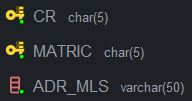 CR char(5)
MATRIC char(5)
ADR_MLS varchar(50)